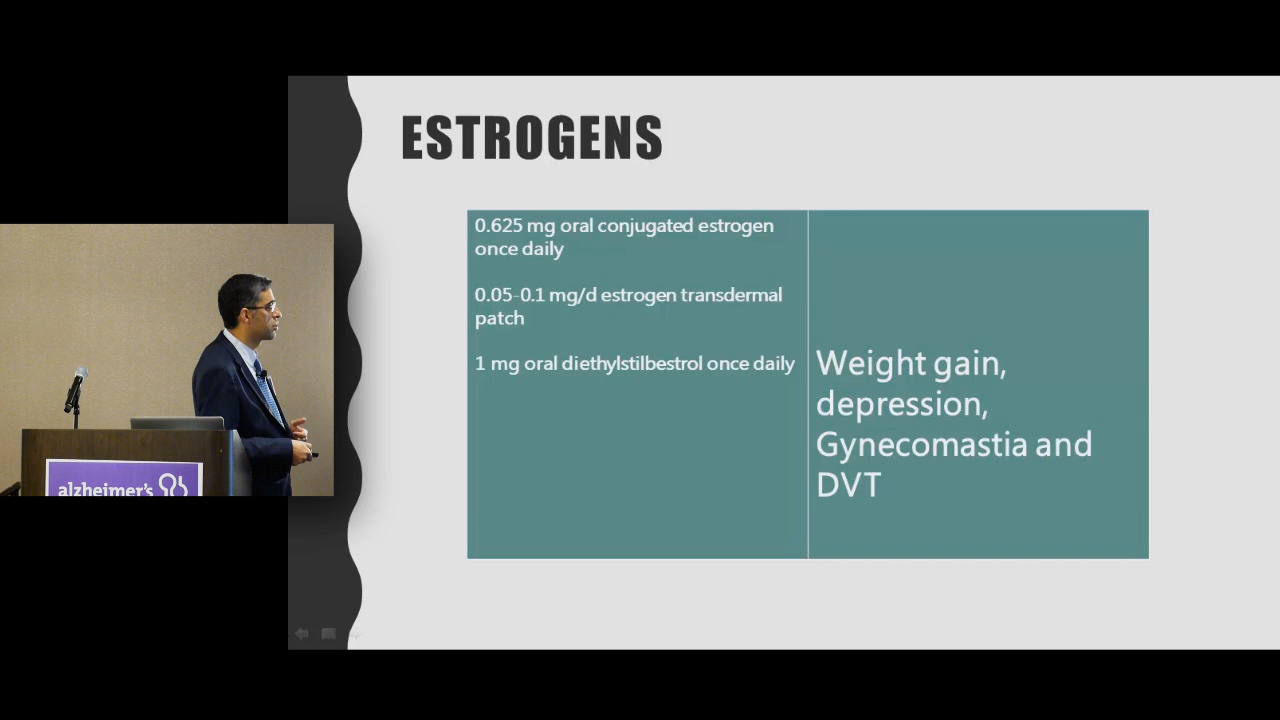 ESTROGENS
0.625 mg oral conjugated estrogen
once daily
0.05-0.1 mg/d estrogen transdermal
patch
1 mg oral diethylstilbestrol once daily
Weight gain,
depression,
Gynecomastia and
DVT
alzheimer's